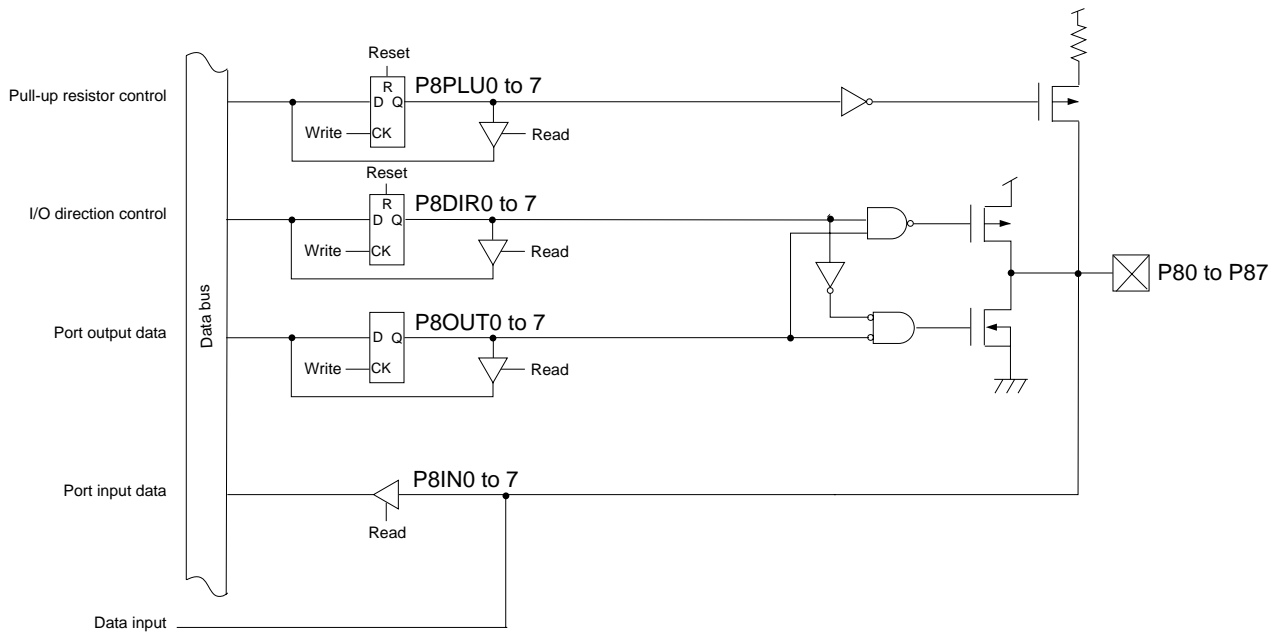 Reset
Pull-up resistor control
R
P8PLU0 to 7
D Q
Write
CK
Read
Reset
I/O direction control
R
P8DIR0 to 7
D Q
Write
CK
Read
P80 to P87
Data bus
Port output data
P8OUT0 to 7
D Q
Write
CK
Read
Port input data
P8IN0 to 7
Read
Data input